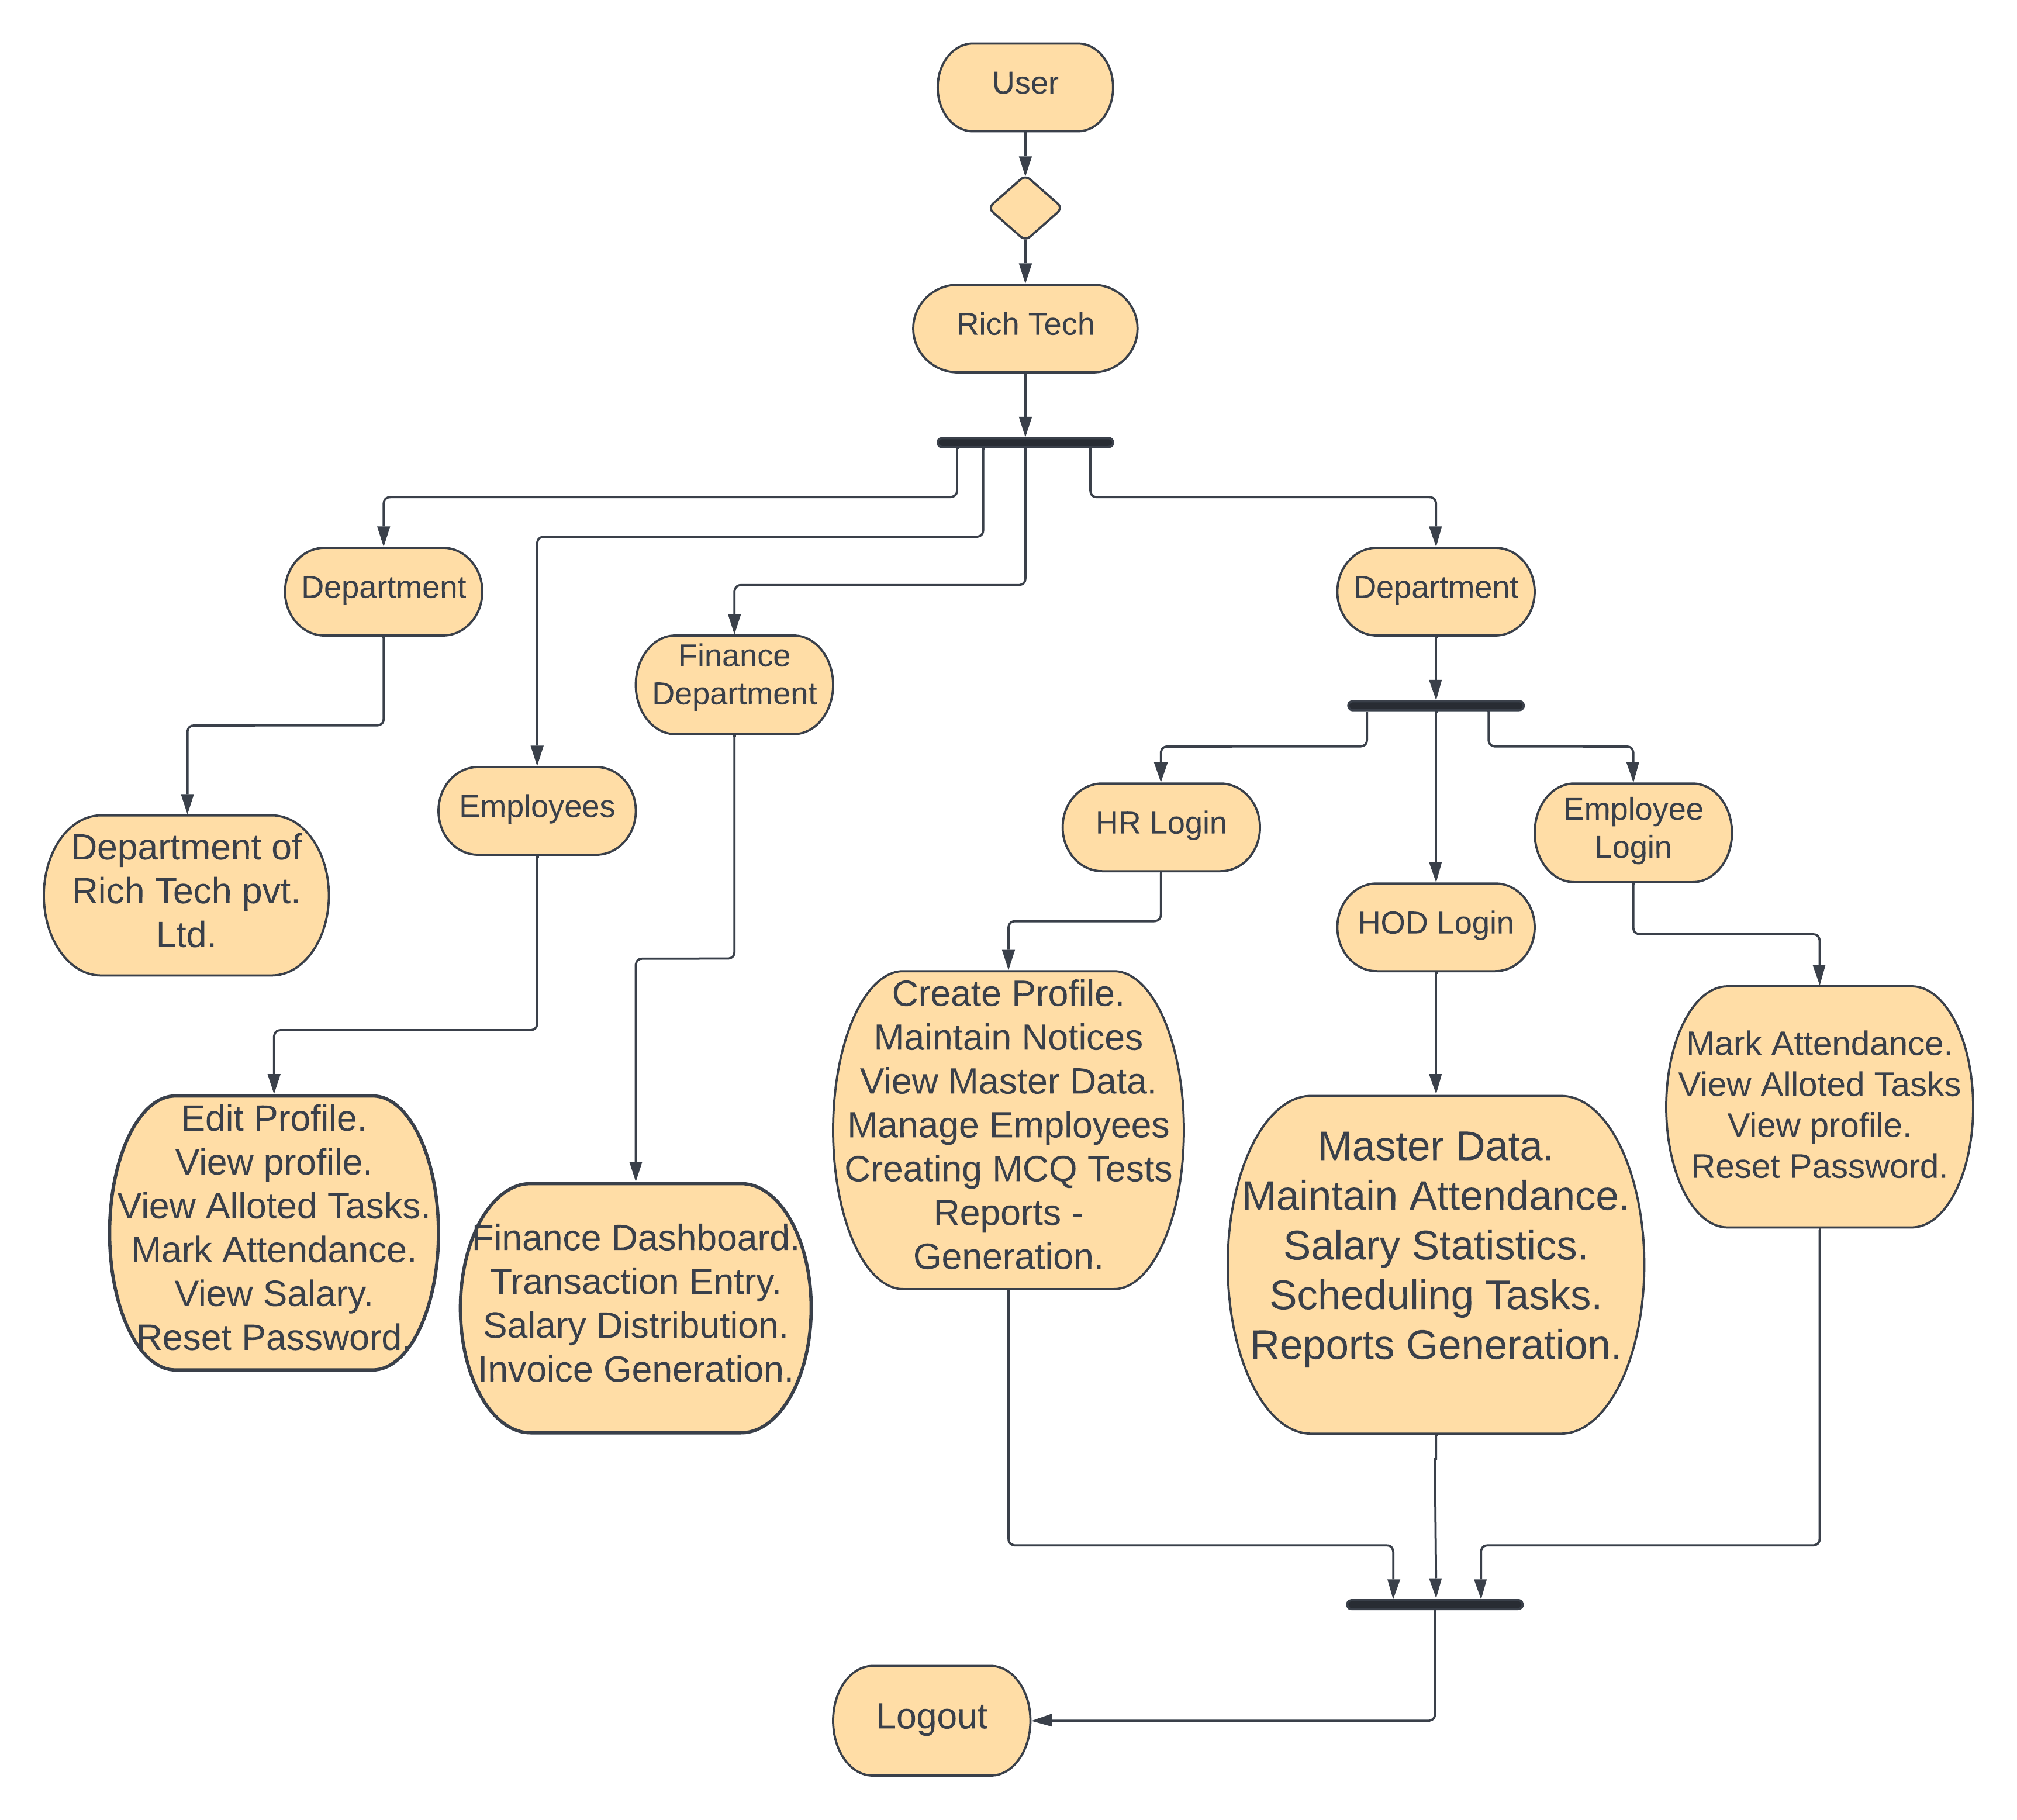 User
Rich Tech
Department
Department
Finance
Department
Employees
HR Login
Employee
Login
Department of
Rich Tech pvt.
Ltd.
HOD Login
Create Profile.
Maintain Notices
View Master Data.
Manage Employees
Creating MCQ Tests
Reports -
Generation.
Mark Attendance.
View Alloted Tasks
View profile.
Reset Password.
Edit Profile.
View profile.
View Alloted Tasks.
Mark Attendance.
View Salary.
Reset Password.
Master Data.
Maintain Attendance.
Salary Statistics.
Scheduling Tasks.
Reports Generation.
Finance Dashboard.
Transaction Entry.
Salary Distribution.
Invoice Generation.
Logout